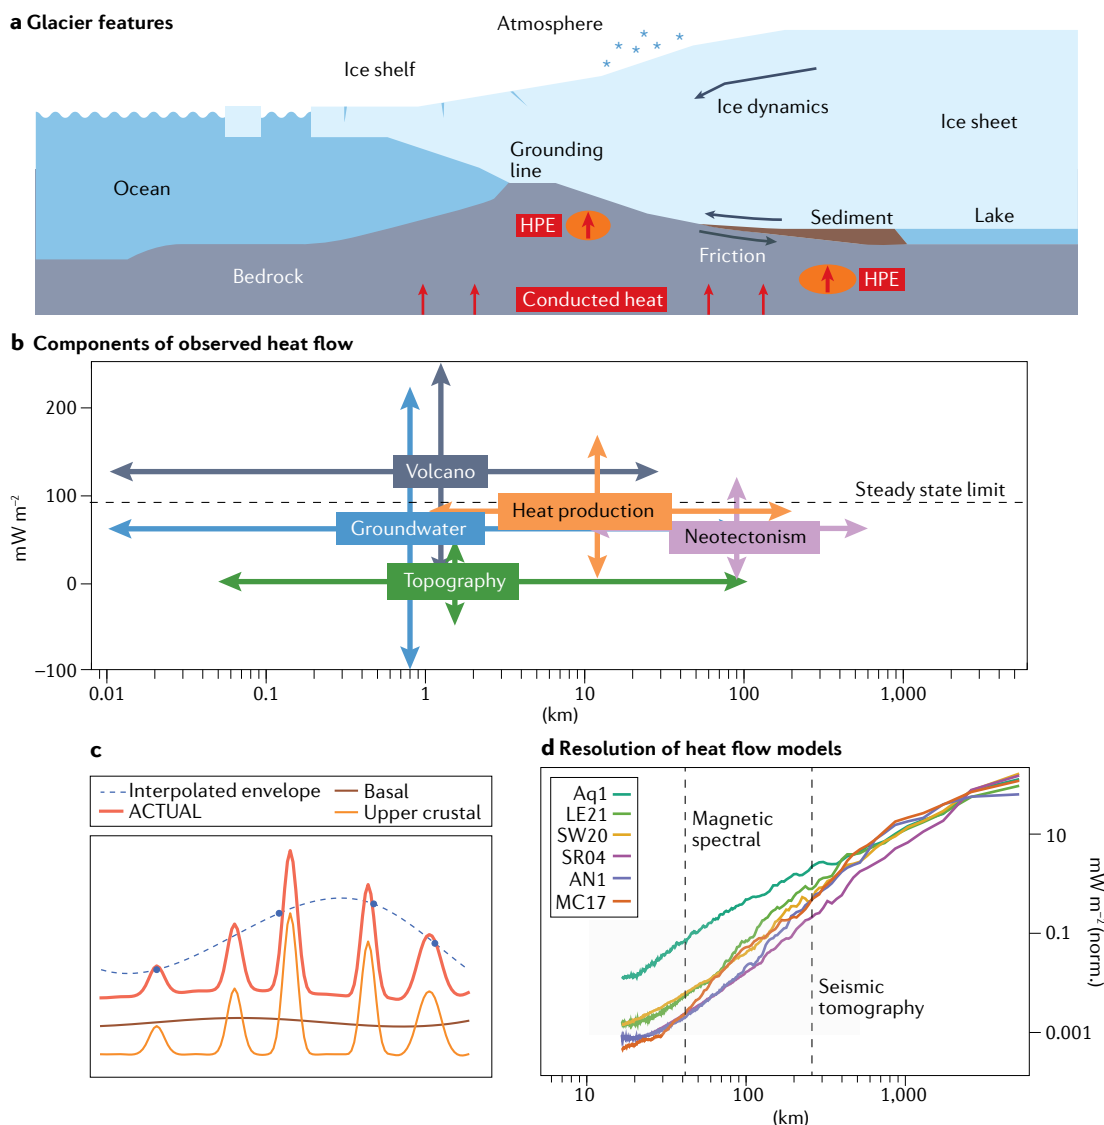 a Glacier features
Atmosphere
Ice shelf
Ice dynamics
Ice sheet
Grounding
line
Ocean
HPE
Sediment
Lake
Friction
Bedrock
HPE
Conducted heat
b Components of observed heat flow
200
100
0
–100
mW m⁻²
Volcano
Steady state limit
Heat production
Groundwater
Neotectonism
Topography
0.01
0.1
1
10
100
1,000
(km)
c
Interpolated envelope
Basal
ACTUAL
Upper crustal
d Resolution of heat flow models
Aq1
LE21
SW20
SR04
AN1
MC17
Magnetic
spectral
Seismic
tomography
10
0.1
0.001
mW m⁻² (norm.)
10
100
1,000
(km)